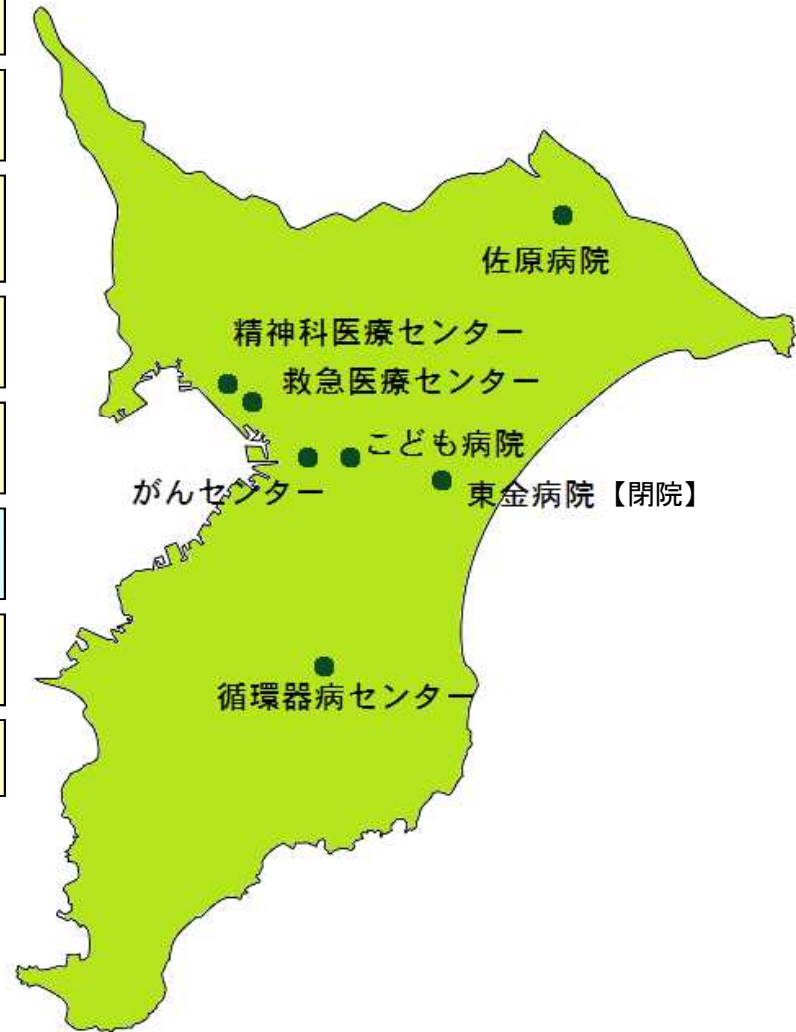 佐原病院
精神科医療センター
救急医療センター
こども病院
がんセンター
東金病院【閉院】
循環器病センター